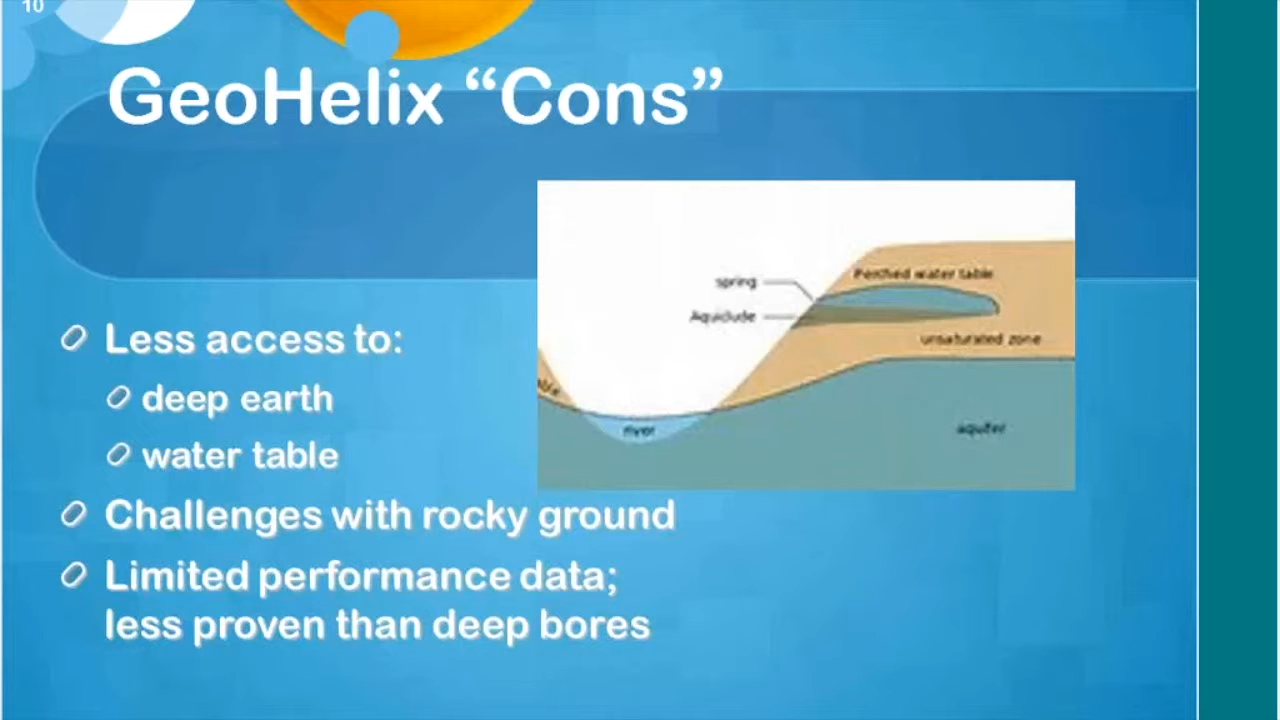 10
GeoHelix “Cons”
spring
Perched water table
Aquiclude
unsaturated zone
river
aquifer
Less access to:
deep earth
water table
Challenges with rocky ground
Limited performance data;
less proven than deep bores